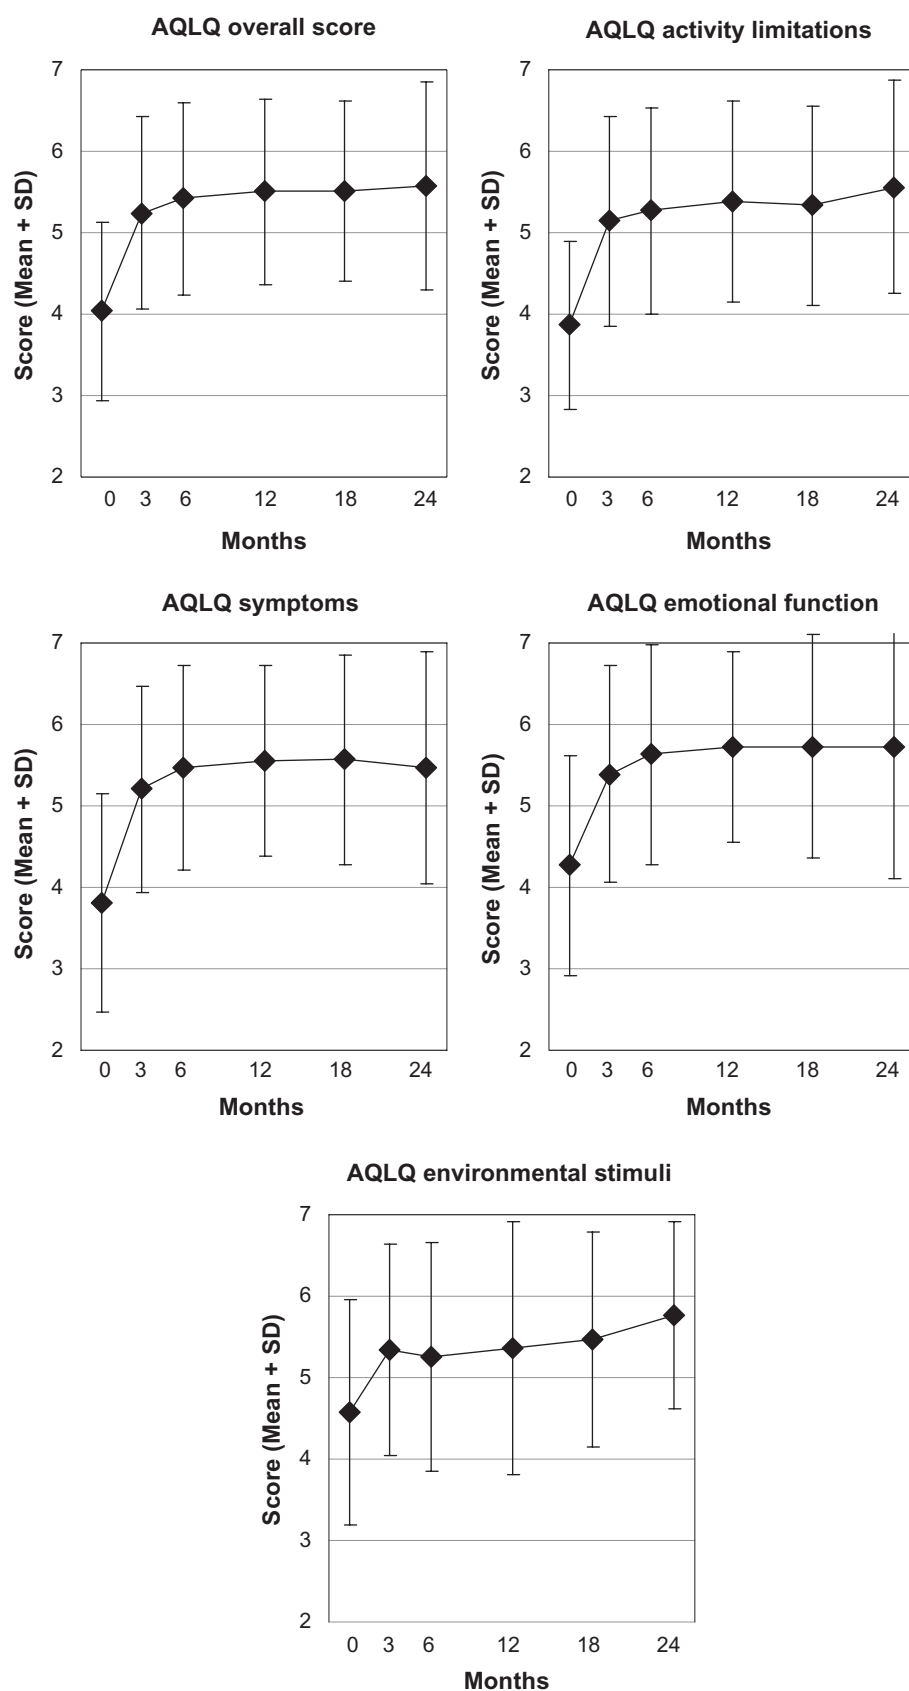 AQLQ overall score
7
6
5
4
3
2
Score (Mean + SD)
0 3 6 12 18 24
Months
AQLQ activity limitations
7
6
5
4
3
2
Score (Mean + SD)
0 3 6 12 18 24
Months
AQLQ symptoms
7
6
5
4
3
2
Score (Mean + SD)
0 3 6 12 18 24
Months
AQLQ emotional function
7
6
5
4
3
2
Score (Mean + SD)
0 3 6 12 18 24
Months
AQLQ environmental stimuli
7
6
5
4
3
2
Score (Mean + SD)
0 3 6 12 18 24
Months